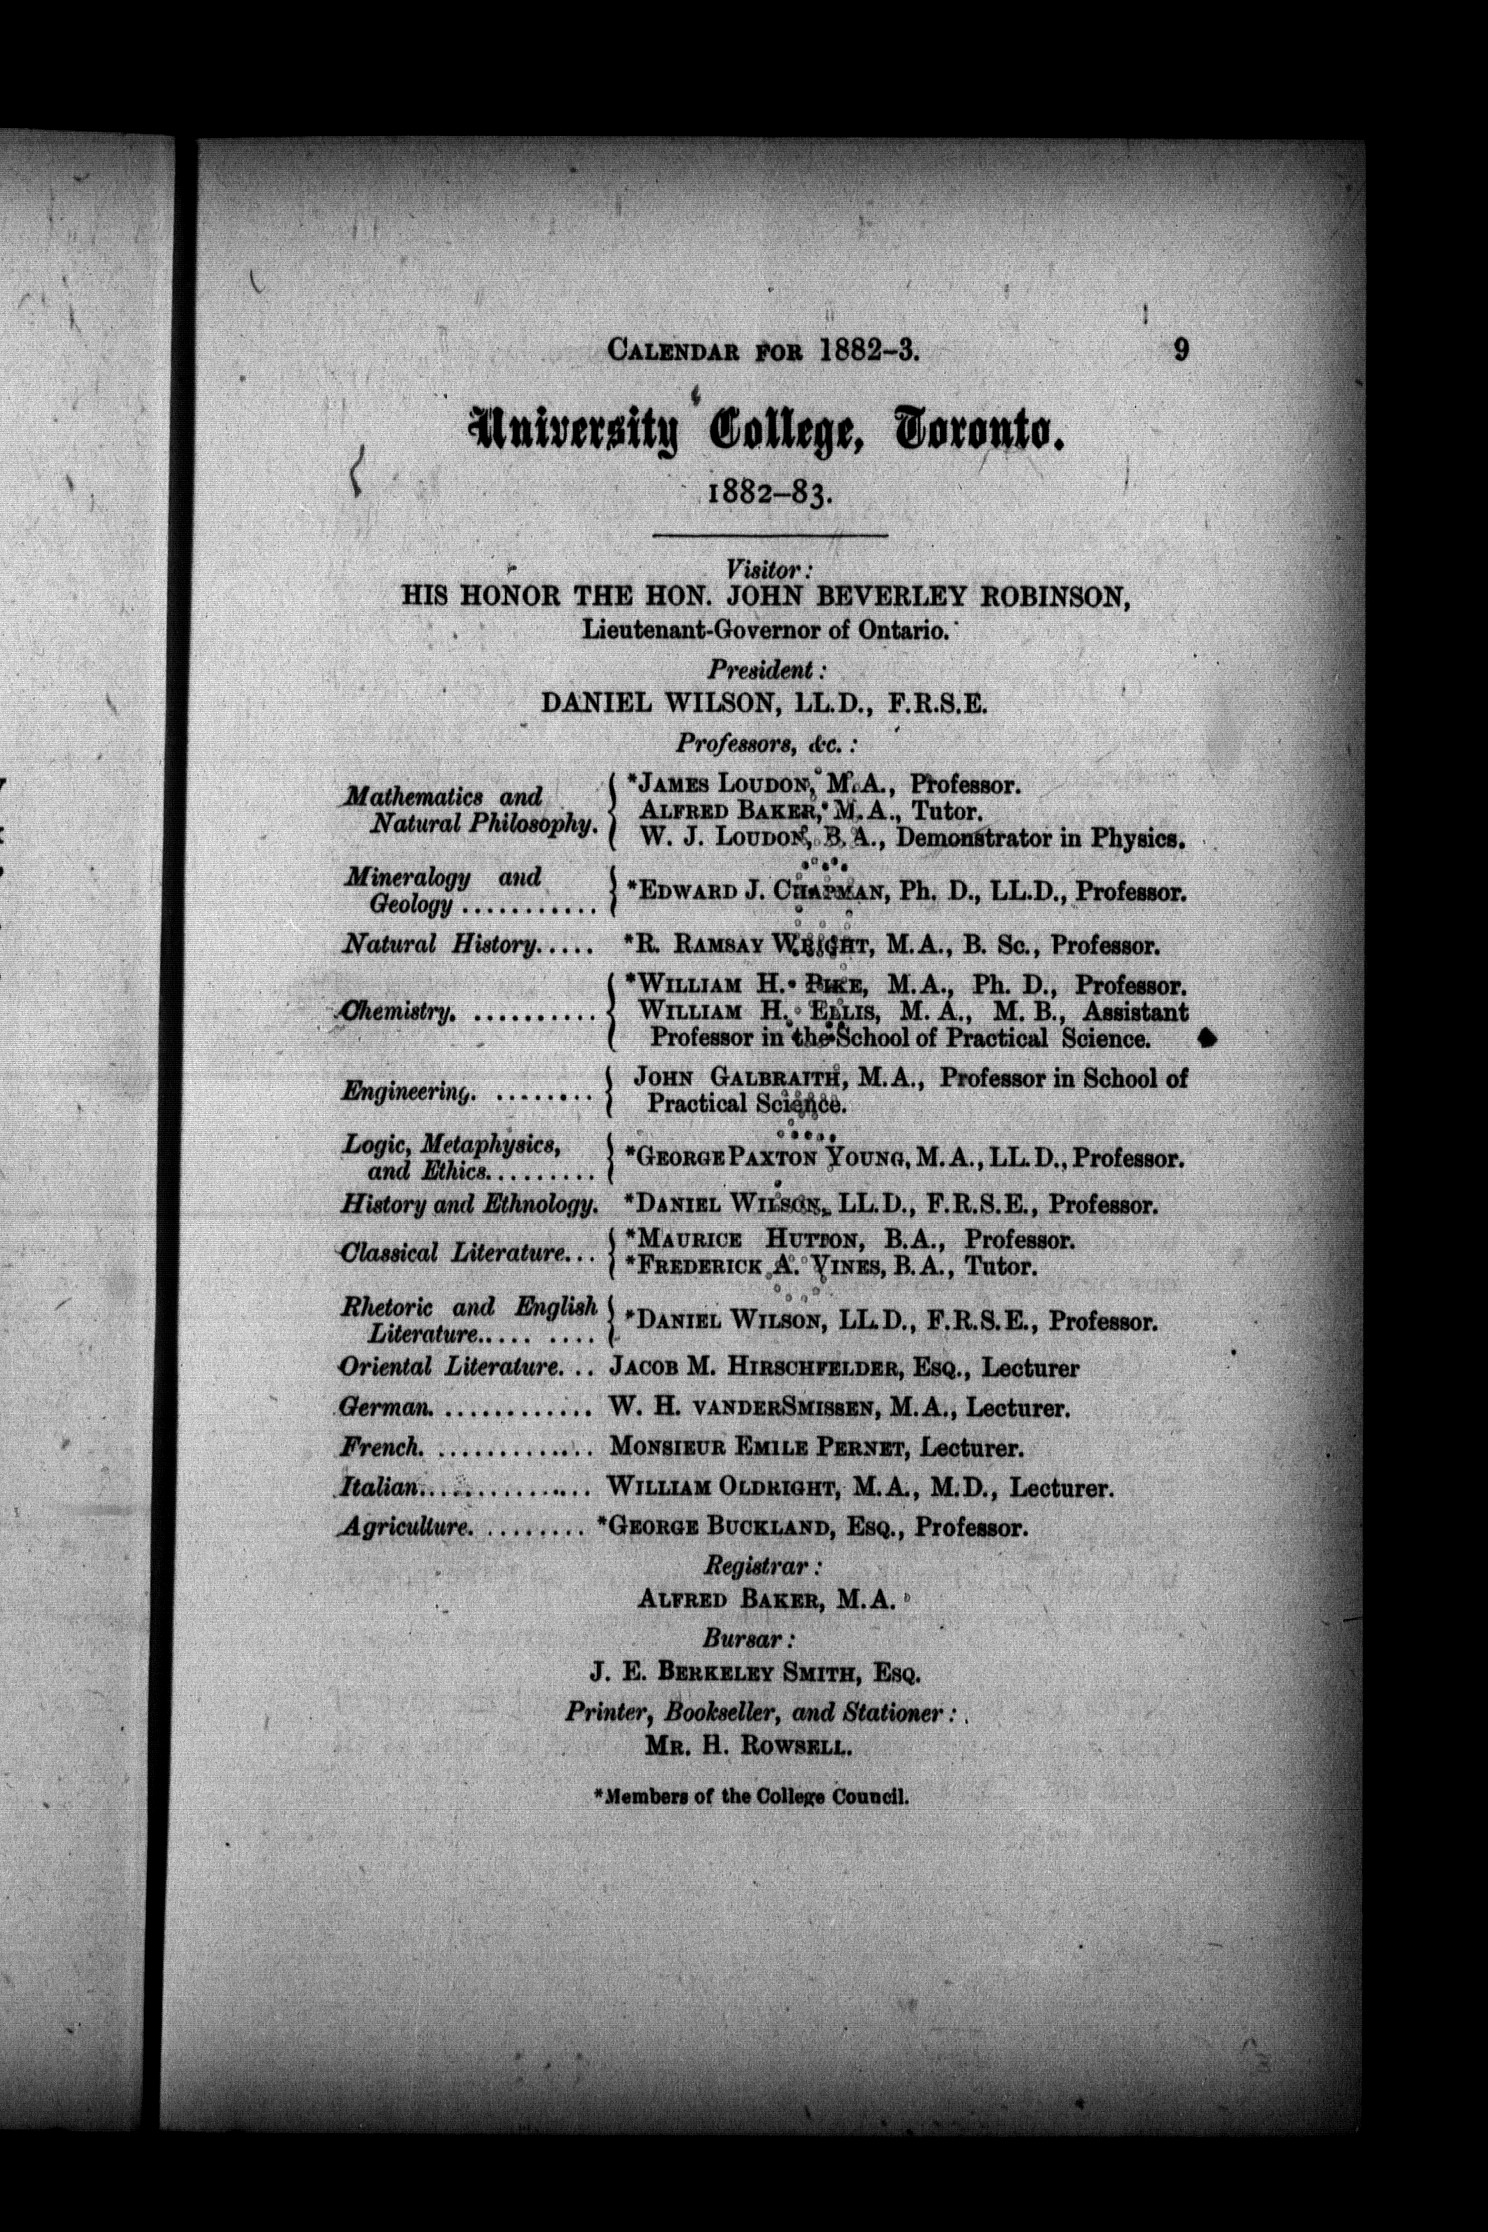 CALENDAR FOR 1882-3. 9
University College, Toronto.
1882-83.
Visitor:
HIS HONOR THE HON. JOHN BEVERLEY ROBINSON,
Lieutenant-Governor of Ontario.
President:
DANIEL WILSON, LL.D., F.R.S.E.
Professors, &c.:
Mathematics and
Natural Philosophy.
*JAMES LOUDON, M.A., Professor.
ALFRED BAKER, M.A., Tutor.
W. J. LOUDON, B.A., Demonstrator in Physics.
Mineralogy and
Geology ...........
*EDWARD J. CHAPMAN, Ph. D., LL.D., Professor.
Natural History..... *R. RAMSAY WRIGHT, M.A., B. Sc., Professor.
Chemistry. ..........
*WILLIAM H. PIKE, M.A., Ph. D., Professor.
WILLIAM H. ELLIS, M. A., M. B., Assistant
Professor in the School of Practical Science.
Engineering. ........
JOHN GALBRAITH, M.A., Professor in School of
Practical Science.
Logic, Metaphysics,
and Ethics.........
*GEORGE PAXTON YOUNG, M.A., LL.D., Professor.
History and Ethnology. *DANIEL WILSON, LL.D., F.R.S.E., Professor.
Classical Literature...
*MAURICE HUTTON, B.A., Professor.
*FREDERICK A. VINES, B.A., Tutor.
Rhetoric and English
Literature..... ....
*DANIEL WILSON, LL.D., F.R.S.E., Professor.
Oriental Literature. .. JACOB M. HIRSCHFELDER, ESQ., Lecturer
German. ............ W. H. VANDERSMISSEN, M.A., Lecturer.
French. ............. MONSIEUR EMILE PERNET, Lecturer.
Italian............... WILLIAM OLDRIGHT, M.A., M.D., Lecturer.
Agriculture. ........ *GEORGE BUCKLAND, ESQ., Professor.
Registrar:
ALFRED BAKER, M.A.
Bursar:
J. E. BERKELEY SMITH, ESQ.
Printer, Bookseller, and Stationer:
MR. H. ROWSELL.
*Members of the College Council.